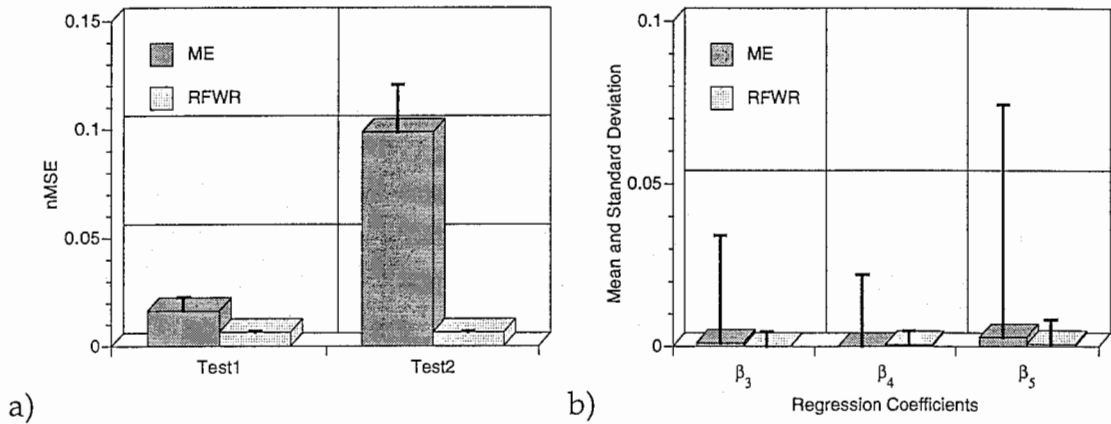 0.15
0.1
0.05
0
nMSE
ME
RFWR
Test1
Test2
a)
0.1
0.05
0
Mean and Standard Deviation
ME
RFWR
β3
β4
β5
Regression Coefficients
b)